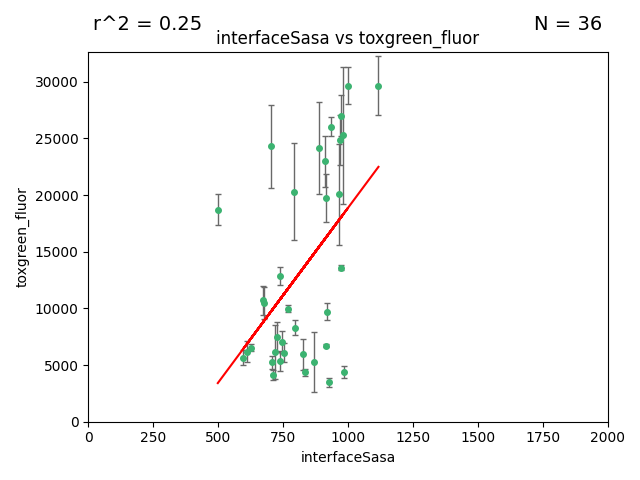 r^2 = 0.25
N = 36
interfaceSasa vs toxgreen_fluor
30000
25000
20000
15000
10000
5000
0
toxgreen_fluor
0 250 500 750 1000 1250 1500 1750 2000
interfaceSasa